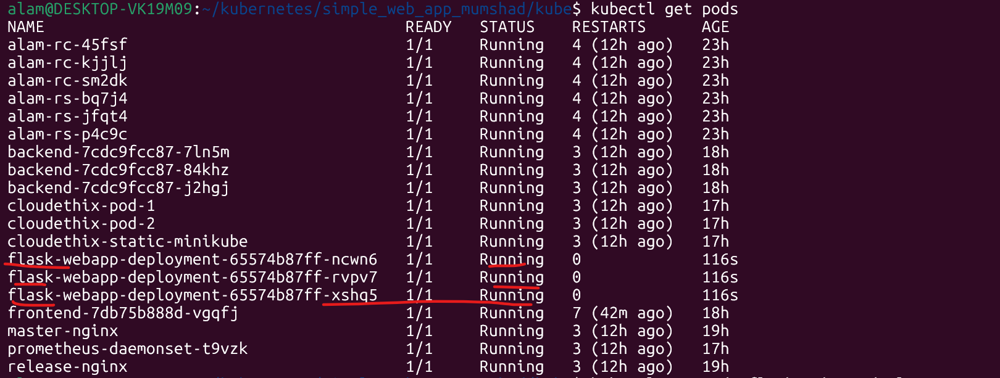 alam@DESKTOP-VK19M09:~/kubernetes/simple_web_app_mumshad/kube$ kubectl get pods
NAME READY STATUS RESTARTS AGE
alam-rc-45fsf 1/1 Running 4 (12h ago) 23h
alam-rc-kjjlj 1/1 Running 4 (12h ago) 23h
alam-rc-sm2dk 1/1 Running 4 (12h ago) 23h
alam-rs-bq7j4 1/1 Running 4 (12h ago) 23h
alam-rs-jfqt4 1/1 Running 4 (12h ago) 23h
alam-rs-p4c9c 1/1 Running 4 (12h ago) 23h
backend-7cdc9fcc87-7ln5m 1/1 Running 3 (12h ago) 18h
backend-7cdc9fcc87-84khz 1/1 Running 3 (12h ago) 18h
backend-7cdc9fcc87-j2hgj 1/1 Running 3 (12h ago) 18h
cloudethix-pod-1 1/1 Running 3 (12h ago) 17h
cloudethix-pod-2 1/1 Running 3 (12h ago) 17h
cloudethix-static-minikube 1/1 Running 3 (12h ago) 17h
flask-webapp-deployment-65574b87ff-ncwn6 1/1 Running 0 116s
flask-webapp-deployment-65574b87ff-rvpv7 1/1 Running 0 116s
flask-webapp-deployment-65574b87ff-xshq5 1/1 Running 0 116s
frontend-7db75b888d-vgqfj 1/1 Running 7 (42m ago) 18h
master-nginx 1/1 Running 3 (12h ago) 19h
prometheus-daemonset-t9vzk 1/1 Running 3 (12h ago) 17h
release-nginx 1/1 Running 3 (12h ago) 19h